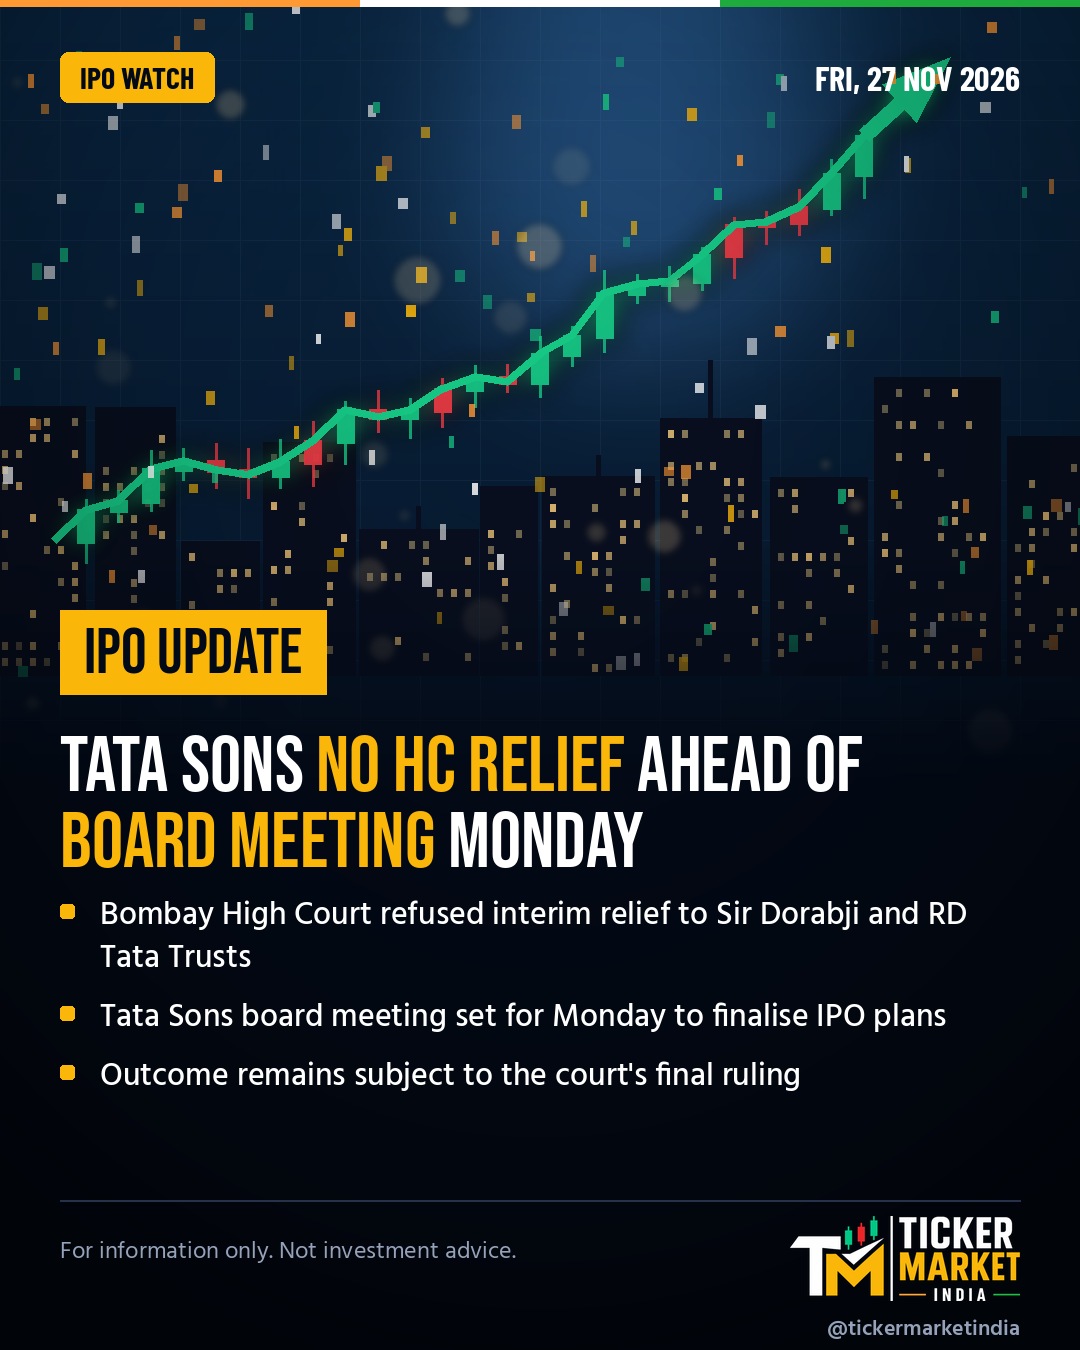 IPO WATCH
FRI, 27 NOV 2026
IPO UPDATE
TATA SONS NO HC RELIEF AHEAD OF
BOARD MEETING MONDAY
Bombay High Court refused interim relief to Sir Dorabji and RD
Tata Trusts
Tata Sons board meeting set for Monday to finalise IPO plans
Outcome remains subject to the court's final ruling
For information only. Not investment advice.
TM
TICKER
MARKET
INDIA
@tickermarketindia